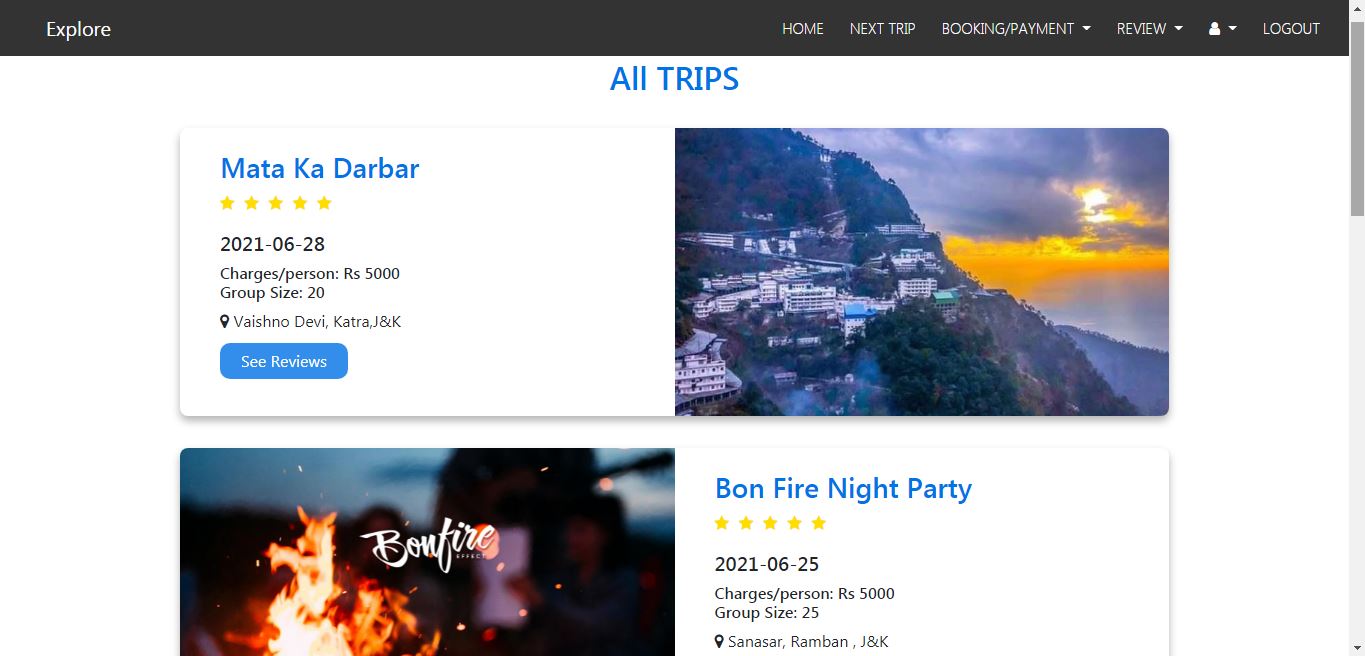 Explore
HOME NEXT TRIP BOOKING/PAYMENT REVIEW LOGOUT
All TRIPS
Mata Ka Darbar
2021-06-28
Charges/person: Rs 5000
Group Size: 20
Vaishno Devi, Katra,J&K
See Reviews
Bonfire
EFFECT
Bon Fire Night Party
2021-06-25
Charges/person: Rs 5000
Group Size: 25
Sanasar, Ramban , J&K